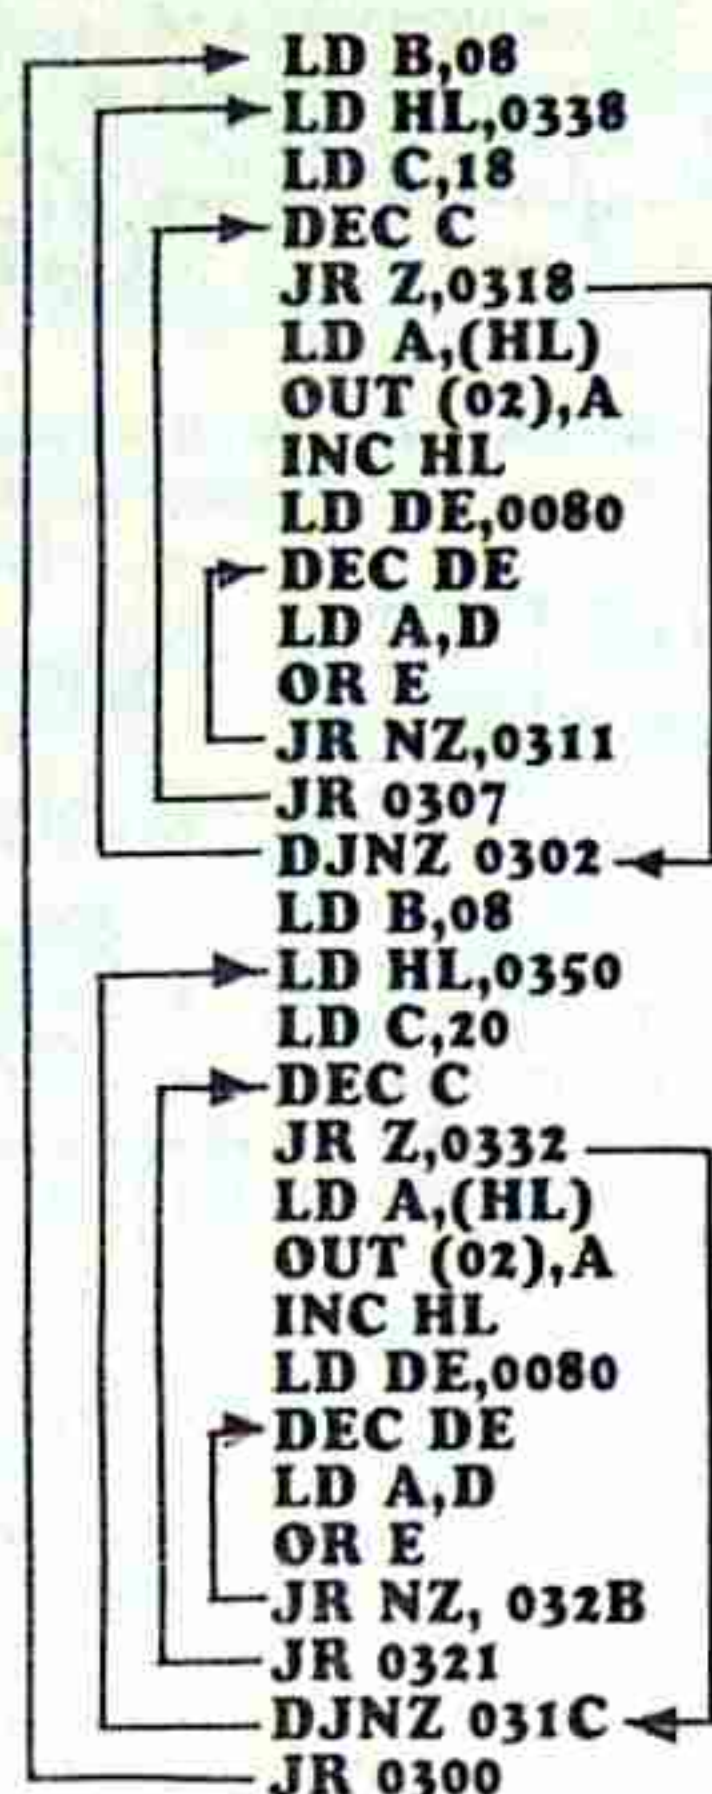 LD B,08
LD HL,0338
LD C,18
DEC C
JR Z,0318
LD A,(HL)
OUT (02),A
INC HL
LD DE,0080
DEC DE
LD A,D
OR E
JR NZ,0311
JR 0307
DJNZ 0302
LD B,08
LD HL,0350
LD C,20
DEC C
JR Z,0332
LD A,(HL)
OUT (02),A
INC HL
LD DE,0080
DEC DE
LD A,D
OR E
JR NZ, 032B
JR 0321
DJNZ 031C
JR 0300